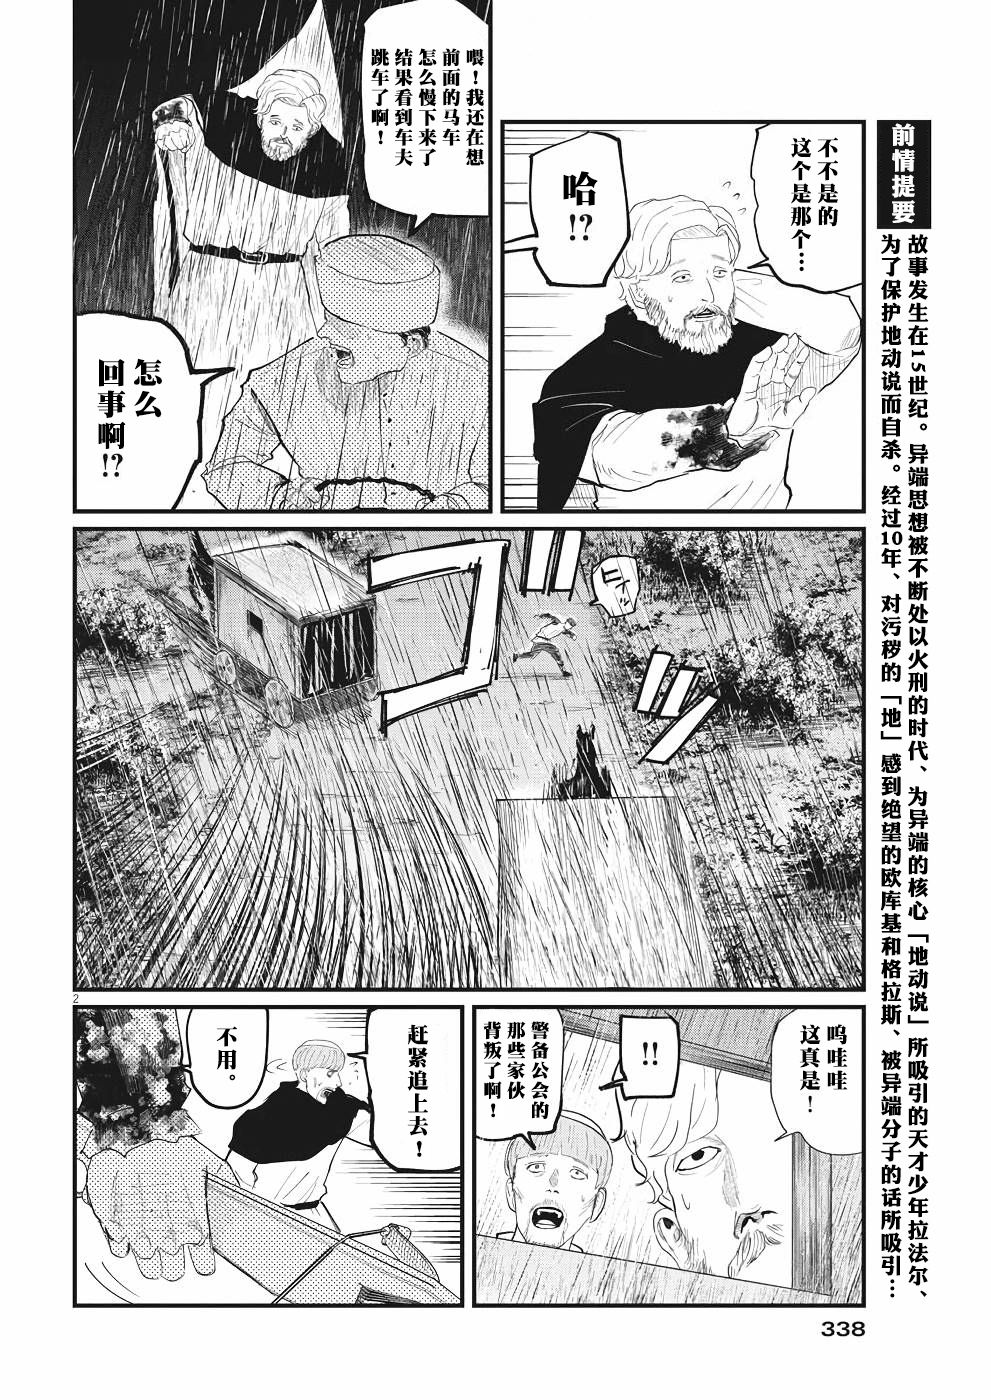 前情提要
故事发生在15世纪。异端思想被不断处以火刑的时代、为异端的核心「地动说」所吸引的天才少年拉法尔、
为了保护地动说而自杀。经过10年、对污秽的「地」感到绝望的欧库基和格拉斯、被异端分子的话所吸引…
不不是的
这个是那个…
哈
!?
喂！我还在想
前面的马车
怎么慢下来了
结果看到车夫
跳车了啊！
怎么
回事啊!?
呜哇哇
这真是！
!!
警备公会的
那些家伙
背叛了啊！
赶紧追上去！
不用。
2
338